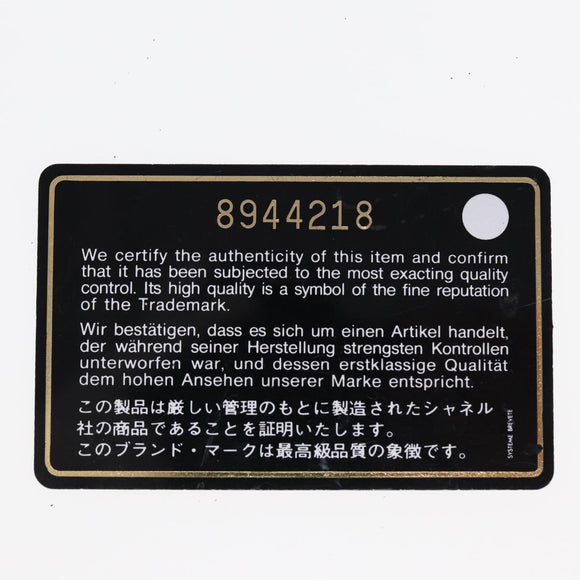 8944218
We certify the authenticity of this item and confirm
that it has been subjected to the most exacting quality
control. Its high quality is a symbol of the fine reputation
of the Trademark.
Wir bestätigen, dass es sich um einen Artikel handelt,
der während seiner Herstellung strengsten Kontrollen
unterworfen war, und dessen erstklassige Qualität
dem hohen Ansehen unserer Marke entspricht.
この製品は厳しい管理のもとに製造されたシャネル
社の商品であることを証明いたします。
このブランド・マークは最高級品質の象徴です。
SYSTEME BREVETE